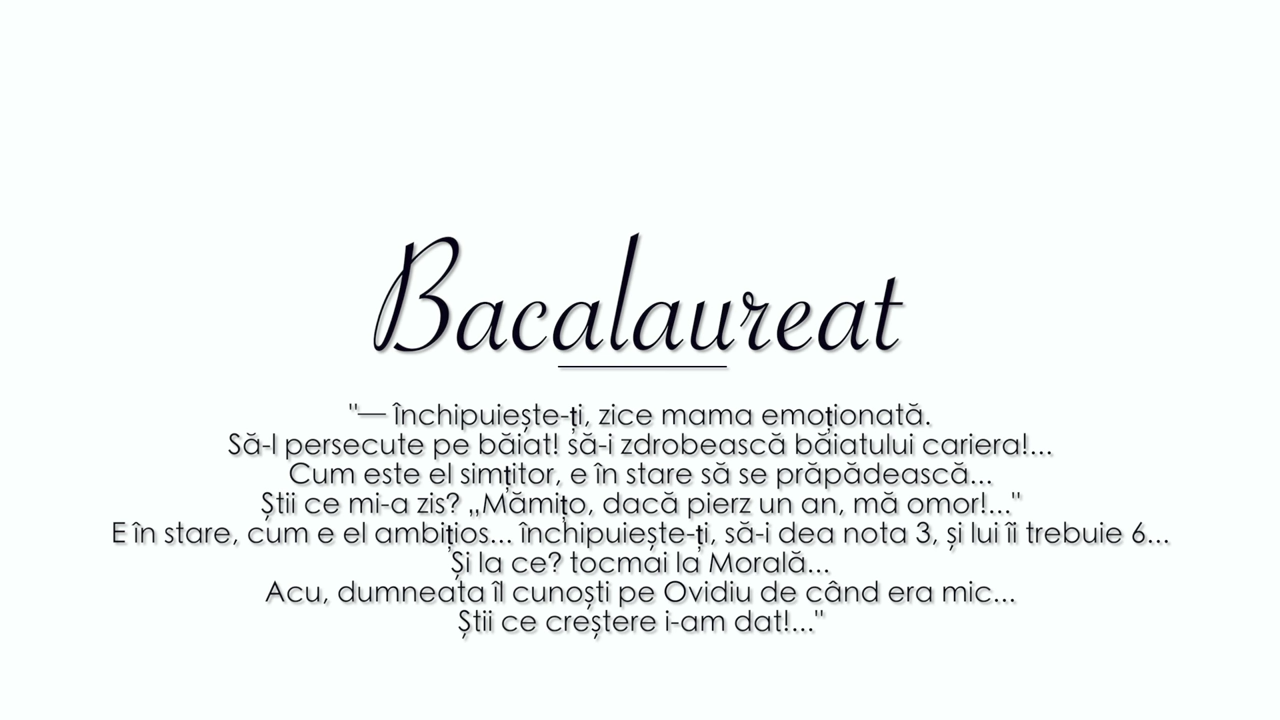 Bacalaureat
"— închipuiește-ți, zice mama emoționată.
Să-l persecute pe băiat! să-i zdrobească băiatului cariera!...
Cum este el simțitor, e în stare să se prăpădească...
Știi ce mi-a zis? „Mămițo, dacă pierz un an, mă omor!..."
E în stare, cum e el ambițios... închipuiește-ți, să-i dea nota 3, și lui îi trebuie 6...
Și la ce? tocmai la Morală...
Acu, dumneata îl cunoști pe Ovidiu de când era mic...
Știi ce creștere i-am dat!..."